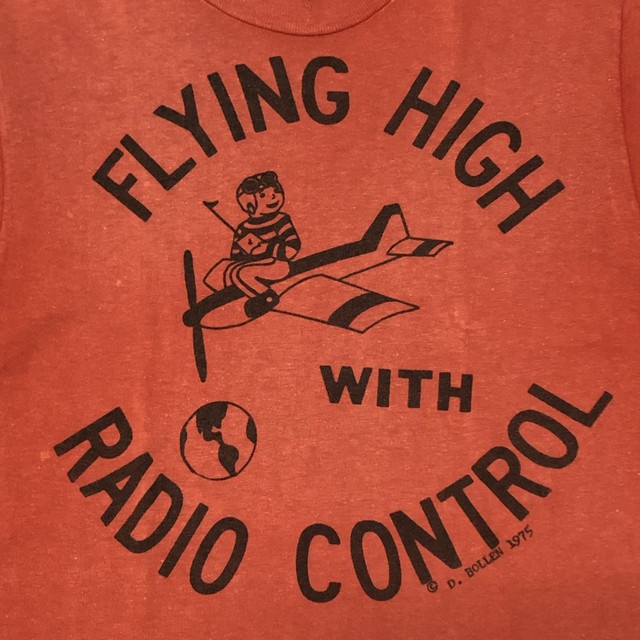 FLYING HIGH
WITH
RADIO CONTROL
© D. BOLLEN 1975